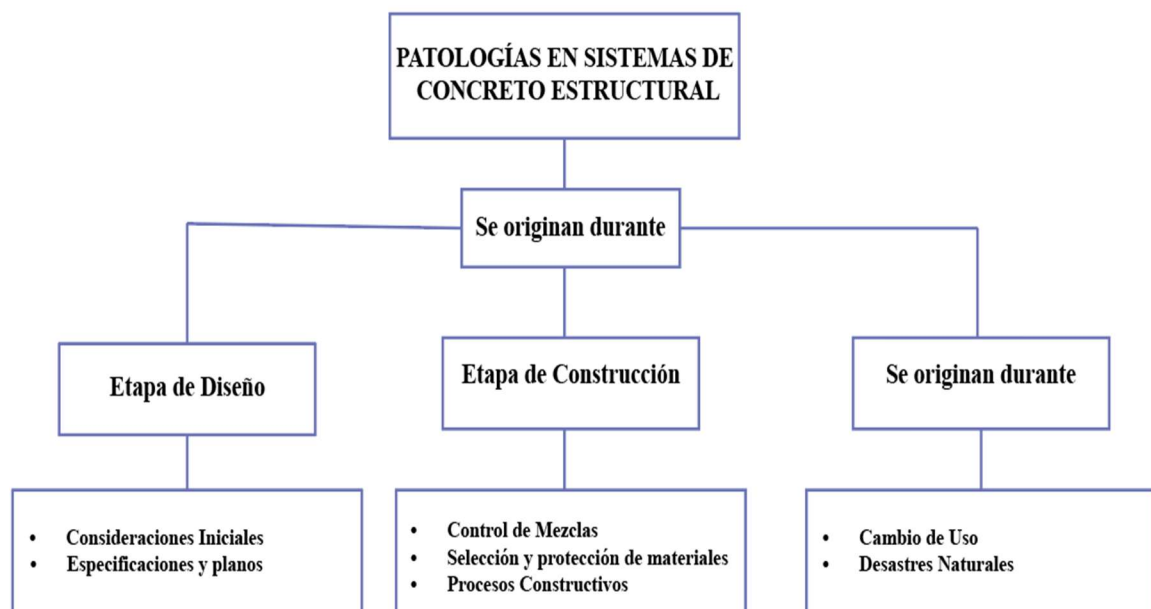 PATOLOGÍAS EN SISTEMAS DE
CONCRETO ESTRUCTURAL
Se originan durante
Etapa de Diseño
Etapa de Construcción
Se originan durante
• Consideraciones Iniciales
• Especificaciones y planos
• Control de Mezclas
• Selección y protección de materiales
• Procesos Constructivos
• Cambio de Uso
• Desastres Naturales